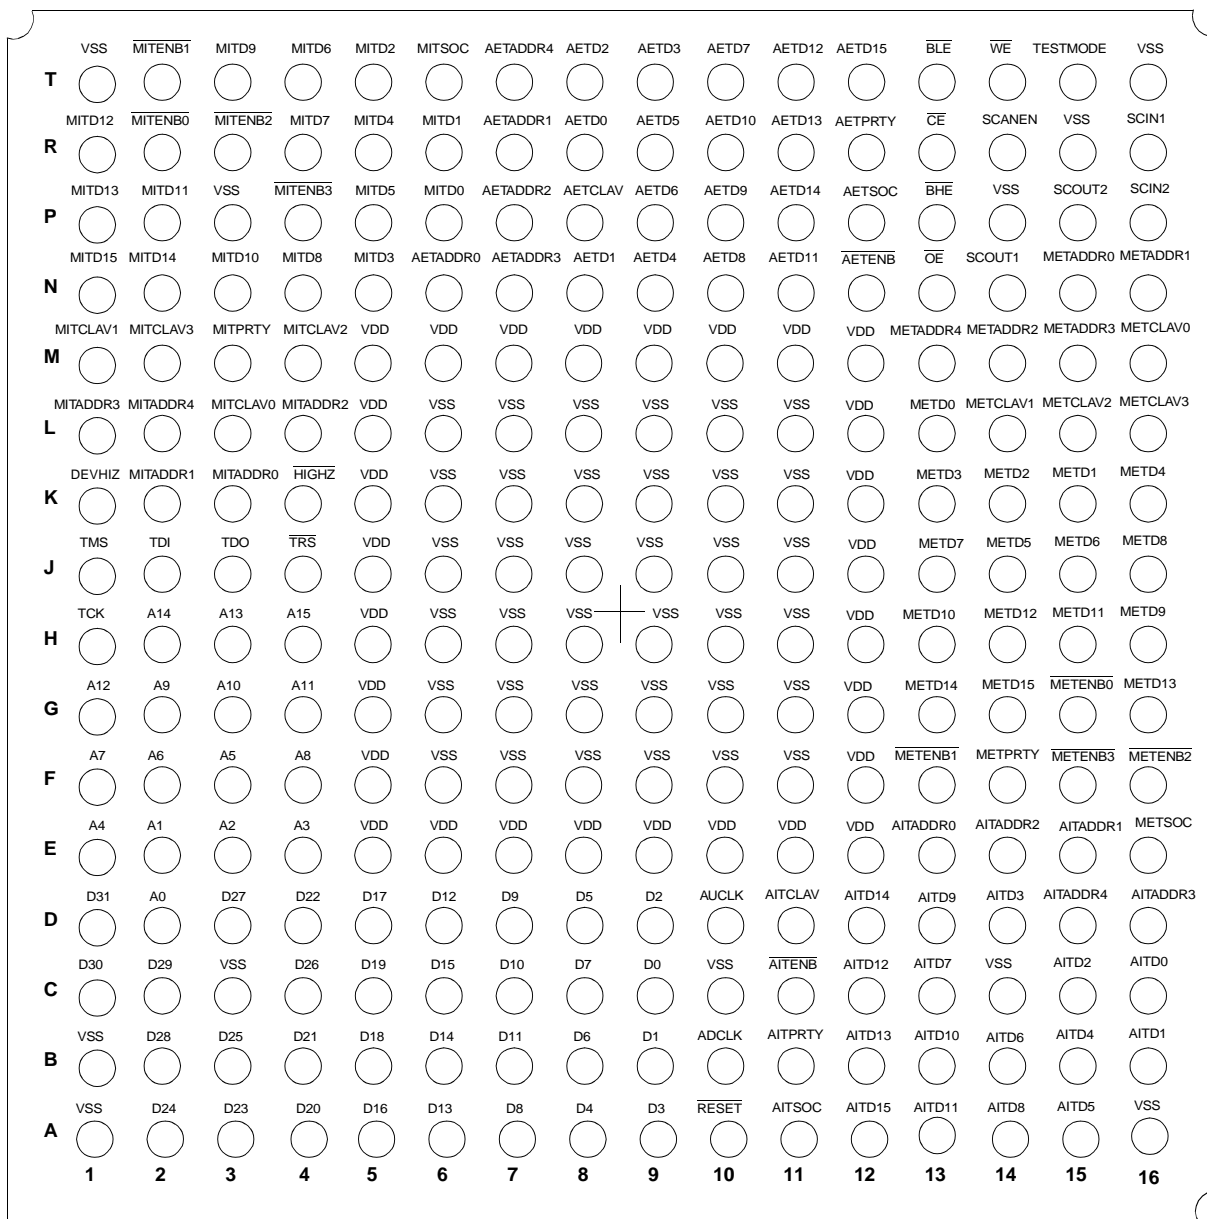 VSS MITENB1 MITD9 MITD6 MITD2 MITSOC AETADDR4 AETD2 AETD3 AETD7 AETD12 AETD15 BLE WE TESTMODE VSS
T
MITD12 MITENB0 MITENB2 MITD7 MITD4 MITD1 AETADDR1 AETD0 AETD5 AETD10 AETD13 AETPRTY CE SCANEN VSS SCIN1
R
MITD13 MITD11 VSS MITENB3 MITD5 MITD0 AETADDR2 AETCLAV AETD6 AETD9 AETD14 AETSOC BHE VSS SCOUT2 SCIN2
P
MITD15 MITD14 MITD10 MITD8 MITD3 AETADDR0 AETADDR3 AETD1 AETD4 AETD8 AETD11 AETENB OE SCOUT1 METADDR0 METADDR1
N
MITCLAV1 MITCLAV3 MITPRTY MITCLAV2 VDD VDD VDD VDD VDD VDD VDD VDD METADDR4 METADDR2 METADDR3 METCLAV0
M
MITADDR3 MITADDR4 MITCLAV0 MITADDR2 VDD VSS VSS VSS VSS VSS VSS VDD METD0 METCLAV1 METCLAV2 METCLAV3
L
DEVHIZ MITADDR1 MITADDR0 HIGHZ VDD VSS VSS VSS VSS VSS VSS VDD METD3 METD2 METD1 METD4
K
TMS TDI TDO TRS VDD VSS VSS VSS VSS VSS VSS VDD METD7 METD5 METD6 METD8
J
TCK A14 A13 A15 VDD VSS VSS VSS VSS VSS VSS VDD METD10 METD12 METD11 METD9
H
A12 A9 A10 A11 VDD VSS VSS VSS VSS VSS VSS VDD METD14 METD15 METENB0 METD13
G
A7 A6 A5 A8 VDD VSS VSS VSS VSS VSS VSS VDD METENB1 METPRTY METENB3 METENB2
F
A4 A1 A2 A3 VDD VDD VDD VDD VDD VDD VDD VDD AITADDR0 AITADDR2 AITADDR1 METSOC
E
D31 A0 D27 D22 D17 D12 D9 D5 D2 AUCLK AITCLAV AITD14 AITD9 AITD3 AITADDR4 AITADDR3
D
D30 D29 VSS D26 D19 D15 D10 D7 D0 VSS AITENB AITD12 AITD7 VSS AITD2 AITD0
C
VSS D28 D25 D21 D18 D14 D11 D6 D1 ADCLK AITPRTY AITD13 AITD10 AITD6 AITD4 AITD1
B
VSS D24 D23 D20 D16 D13 D8 D4 D3 RESET AITSOC AITD15 AITD11 AITD8 AITD5 VSS
A
1 2 3 4 5 6 7 8 9 10 11 12 13 14 15 16